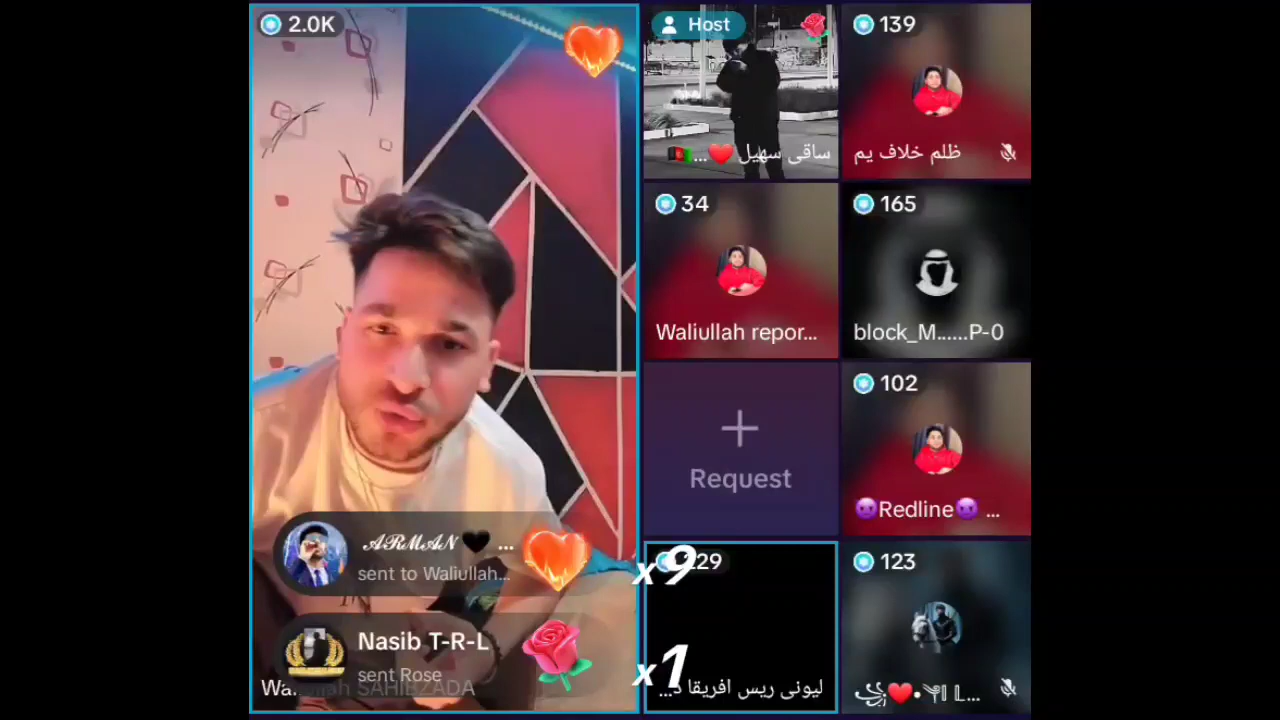 2.0K
Host
ساقی سهیل ❤️...🇦🇫
139
ظلم خلاف یم
34
Waliullah repor...
165
block_M......P-0
Request
102
😈Redline😈 ...
𝒜𝑅𝑀𝒜𝒩 🖤 ...
sent to Waliullah...
x9
29
Nasib T-R-L
sent Rose
x1
SAHIBZADA
لیونی ریس افریقا
123